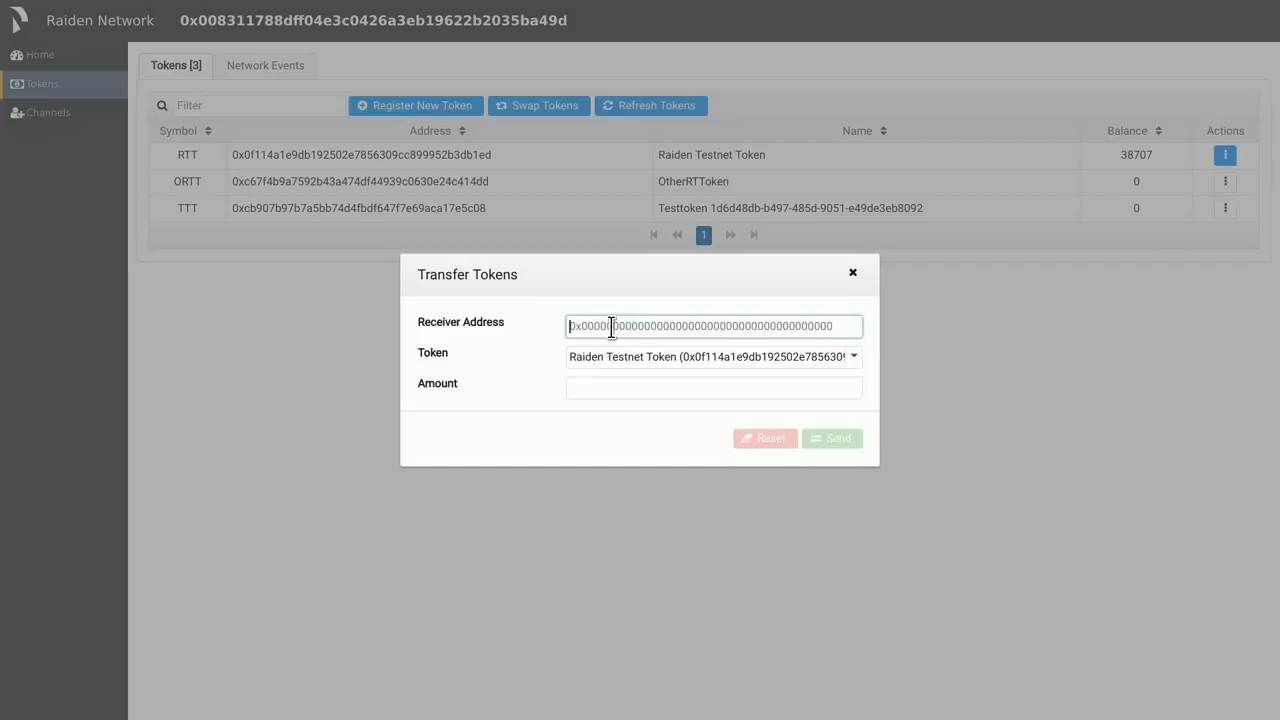 Raiden Network 0x008311788dff04e3c0426a3eb19622b2035ba49d
Home
Tokens
Channels
Tokens [3] Network Events
Filter Register New Token Swap Tokens Refresh Tokens
Symbol Address Name Balance Actions
RTT 0x0f114a1e9db192502e7856309cc899952b3db1ed Raiden Testnet Token 38707
ORTT 0xc67f4b9a7592b43a474df44939c0630e24c414dd OtherRTToken 0
TTT 0xcb907b97b7a5bb74d4fbdf647f7e69aca17e5c08 Testtoken 1d6d48db-b497-485d-9051-e49de3eb8092 0
1
Transfer Tokens
Receiver Address 0x0000000000000000000000000000000000000000
Token Raiden Testnet Token (0x0f114a1e9db192502e785630
Amount
Reset Send